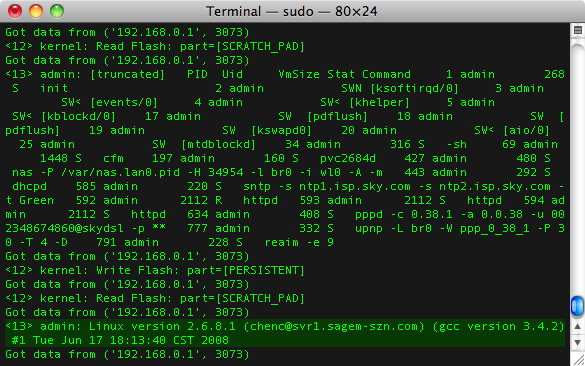 Terminal — sudo — 80×24
Got data from ('192.168.0.1', 3073)
<12> kernel: Read Flash: part=[SCRATCH_PAD]
Got data from ('192.168.0.1', 3073)
<13> admin: [truncated]   PID  Uid     VmSize Stat Command    1 admin        268
 S   init                     2 admin            SWN [ksoftirqd/0]    3 admin
        SW< [events/0]      4 admin            SW< [khelper]      5 admin
  SW< [kblockd/0]     17 admin            SW  [pdflush]     18 admin            SW  [
pdflush]     19 admin            SW  [kswapd0]     20 admin            SW< [aio/0]
  25 admin            SW  [mtdblockd]     34 admin        316 S   -sh     69 admin
     1448 S   cfm     197 admin        160 S   pvc2684d    427 admin        480 S
 nas -P /var/nas.lan0.pid -H 34954 -l br0 -i wl0 -A -m    443 admin        292 S
 dhcpd    585 admin        220 S   sntp -s ntp1.isp.sky.com -s ntp2.isp.sky.com -
t Green    592 admin       2112 R   httpd    593 admin       2112 S   httpd    594 ad
min       2112 S   httpd    634 admin        408 S   pppd -c 0.38.1 -a 0.0.38 -u 00
2348674860@skydsl -p **    777 admin        332 S   upnp -L br0 -W ppp_0_38_1 -P 3
0 -T 4 -D    791 admin        228 S   reaim -e 9
Got data from ('192.168.0.1', 3073)
<12> kernel: Write Flash: part=[PERSISTENT]
Got data from ('192.168.0.1', 3073)
<12> kernel: Read Flash: part=[SCRATCH_PAD]
Got data from ('192.168.0.1', 3073)
<13> admin: Linux version 2.6.8.1 (chenc@svr1.sagem-szn.com) (gcc version 3.4.2)
 #1 Tue Jun 17 18:13:40 CST 2008
Got data from ('192.168.0.1', 3073)